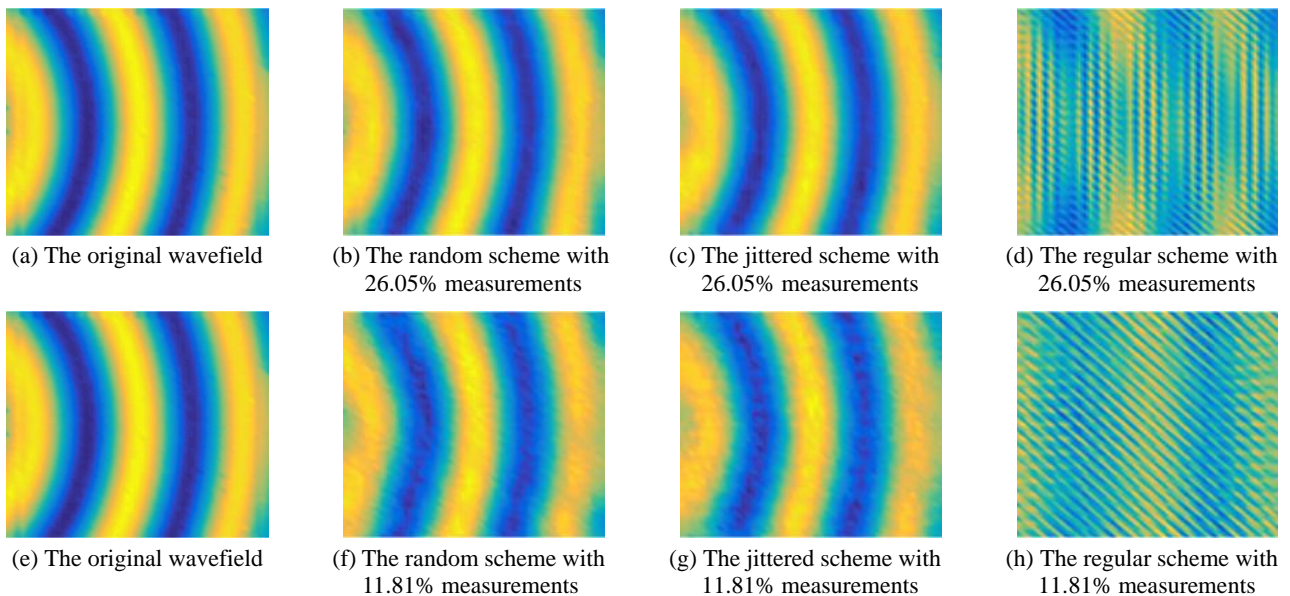 (a) The original wavefield
(b) The random scheme with
26.05% measurements
(c) The jittered scheme with
26.05% measurements
(d) The regular scheme with
26.05% measurements
(e) The original wavefield
(f) The random scheme with
11.81% measurements
(g) The jittered scheme with
11.81% measurements
(h) The regular scheme with
11.81% measurements